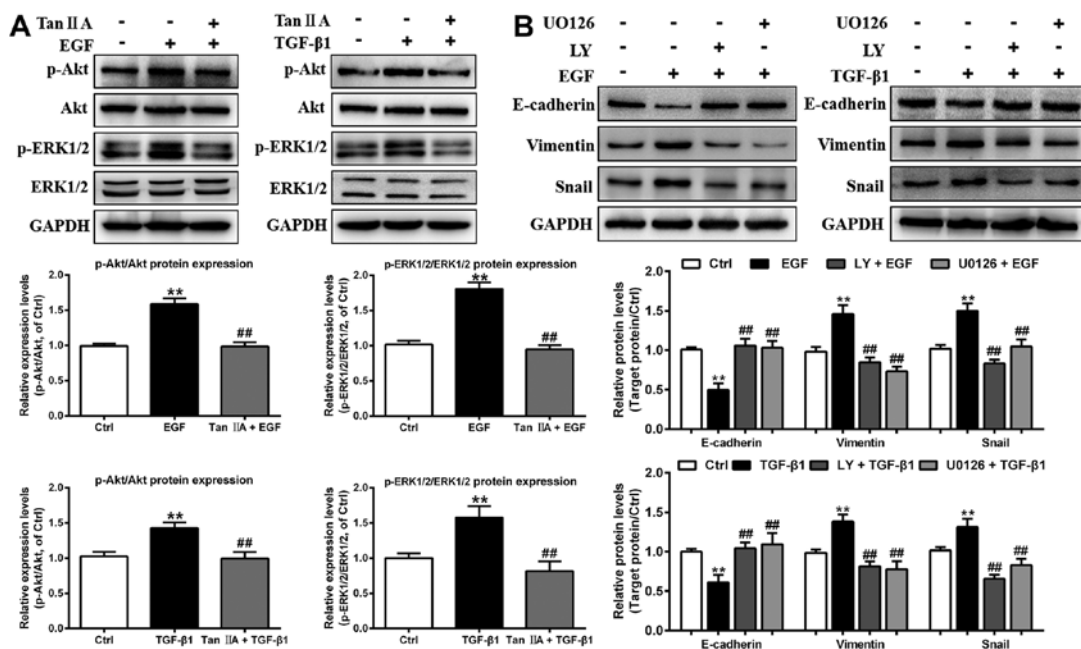 A
Tan ⅡA - - +
EGF - + +
p-Akt
Akt
p-ERK1/2
ERK1/2
GAPDH
Tan ⅡA - - +
TGF-β1 - + +
p-Akt
Akt
p-ERK1/2
ERK1/2
GAPDH
B
UO126 - - - +
LY - - + -
EGF - + + +
E-cadherin
Vimentin
Snail
GAPDH
UO126 - - - +
LY - - + -
TGF-β1 - + + +
E-cadherin
Vimentin
Snail
GAPDH
p-Akt/Akt protein expression
Relative expression levels
(p-Akt/Akt, of Ctrl)
2.0
1.5
1.0
0.5
0.0
**
##
Ctrl EGF Tan ⅡA + EGF
p-ERK1/2/ERK1/2 protein expression
Relative expression levels
(p-ERK1/2/ERK1/2, of Ctrl)
2.0
1.5
1.0
0.5
0.0
**
##
Ctrl EGF Tan ⅡA + EGF
Ctrl EGF LY + EGF U0126 + EGF
Relative protein levels
(Target protein/Ctrl)
2.0
1.5
1.0
0.5
0.0
** ## ##
** ## ##
** ## ##
E-cadherin Vimentin Snail
p-Akt/Akt protein expression
Relative expression levels
(p-Akt/Akt, of Ctrl)
2.0
1.5
1.0
0.5
0.0
**
##
Ctrl TGF-β1 Tan ⅡA + TGF-β1
p-ERK1/2/ERK1/2 protein expression
Relative expression levels
(p-ERK1/2/ERK1/2, of Ctrl)
2.0
1.5
1.0
0.5
0.0
**
##
Ctrl TGF-β1 Tan ⅡA + TGF-β1
Ctrl TGF-β1 LY + TGF-β1 U0126 + TGF-β1
Relative protein levels
(Target protein/Ctrl)
2.0
1.5
1.0
0.5
0.0
** ## ##
** ## ##
** ## ##
E-cadherin Vimentin Snail